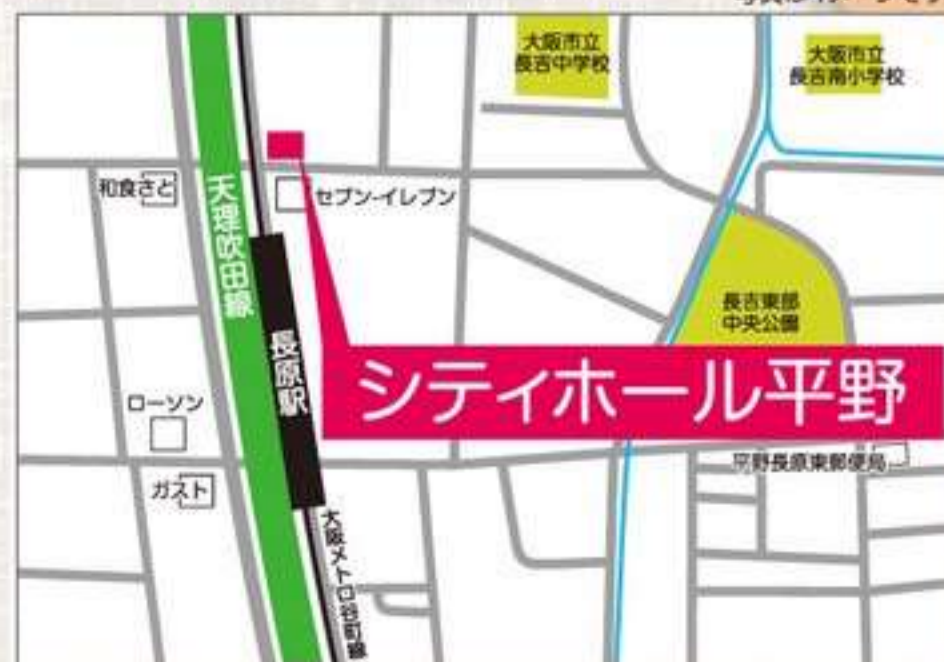 大阪市立
長吉中学校
大阪市立
長吉南小学校
和食さと
セブン-イレブン
天理吹田線
長吉東部
中央公園
長原駅
シティホール平野
ローソン
平野長原東郵便局
ガスト
大阪メトロ谷町線